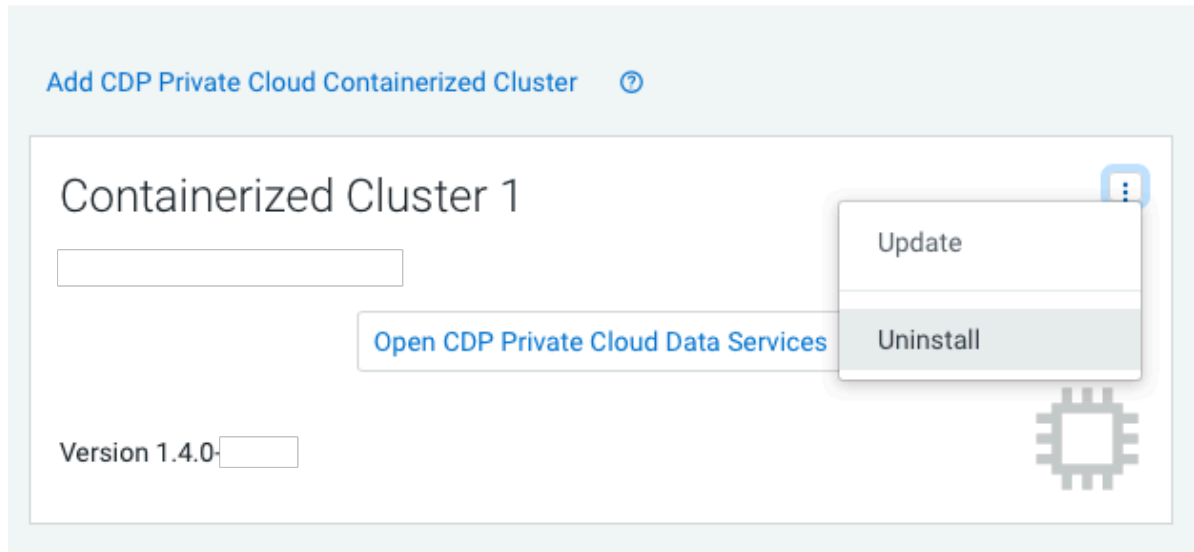 Add CDP Private Cloud Containerized Cluster
Containerized Cluster 1
Update
Open CDP Private Cloud Data Services
Uninstall
Version 1.4.0-